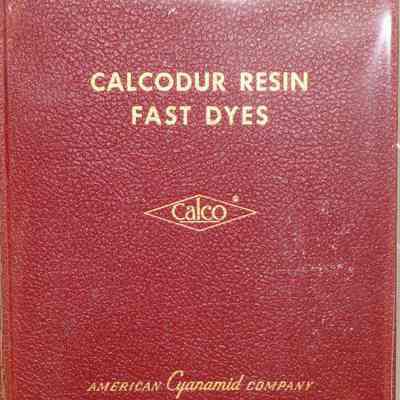 CALCODUR RESIN
FAST DYES
Calco®
AMERICAN Cyanamid COMPANY